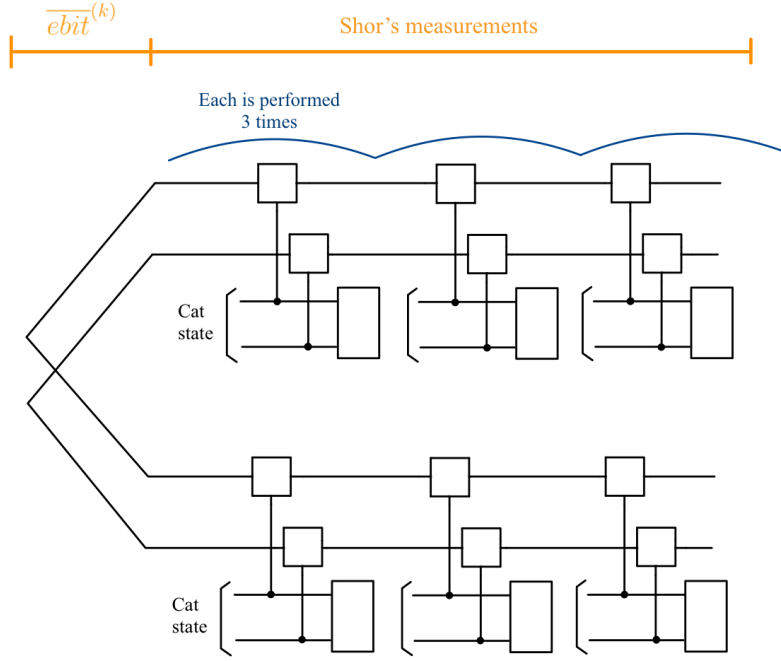 $\overline{ebit}^{(k)}$
Shor's measurements
Each is performed
3 times
Cat
state
Cat
state